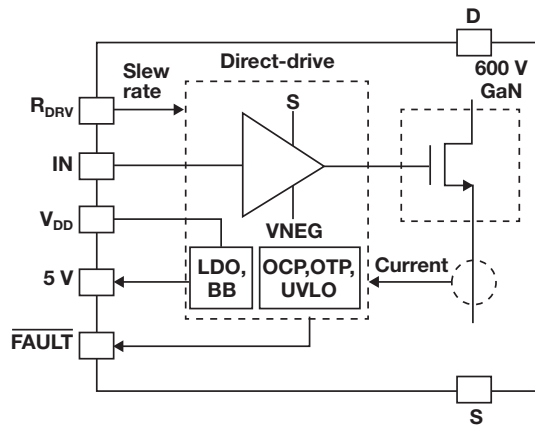 D
Direct-drive
600 V
GaN
Slew
rate
R_DRV
S
IN
V_DD
VNEG
5 V
LDO,
BB
OCP,OTP,
UVLO
Current
FAULT
S